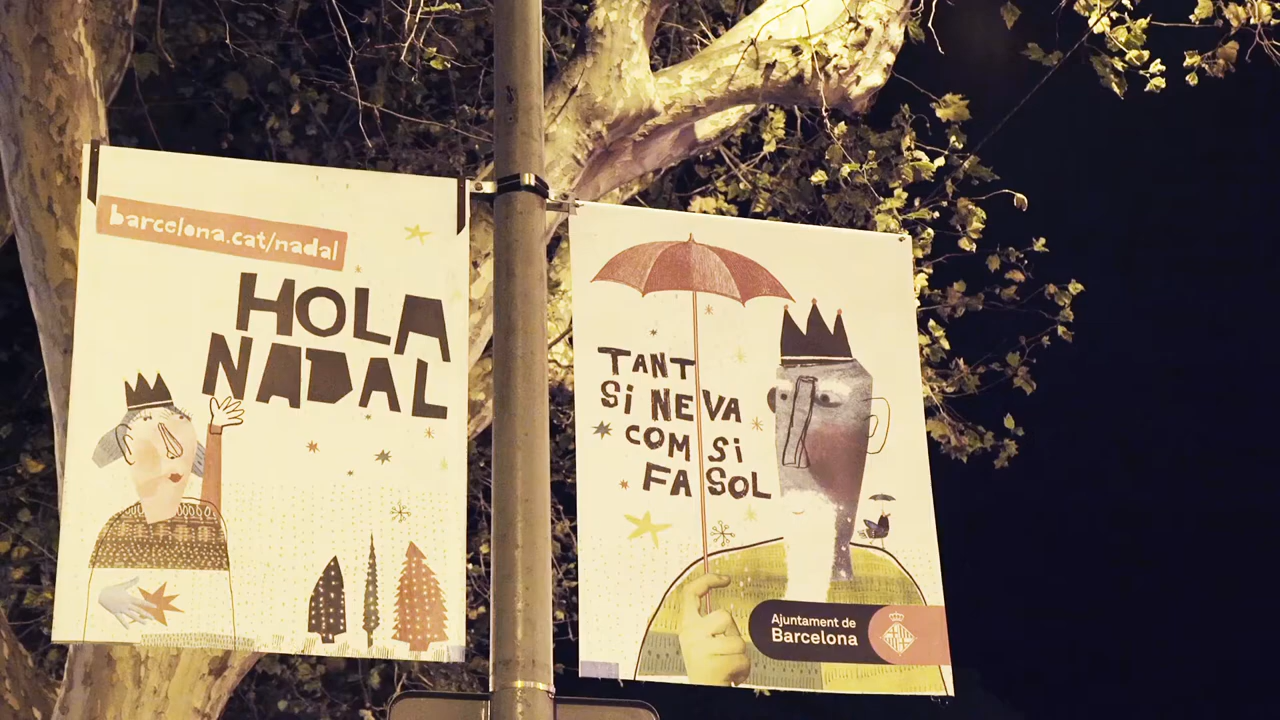 barcelona.cat/nadal
HOLA
NADAL
TANT
Si NEVA
COM Si
FA SOL
Ajuntament de
Barcelona